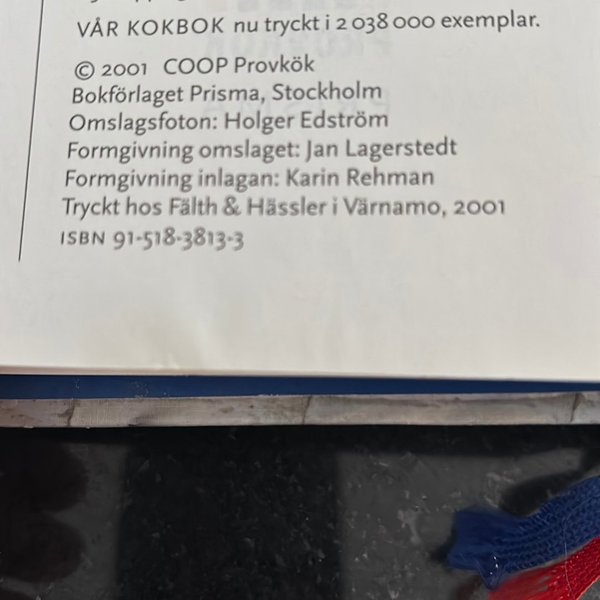 VÅR KOKBOK nu tryckt i 2 038 000 exemplar.
© 2001 COOP Provkök
Bokförlaget Prisma, Stockholm
Omslagsfoton: Holger Edström
Formgivning omslaget: Jan Lagerstedt
Formgivning inlagan: Karin Rehman
Tryckt hos Fälth & Hässler i Värnamo, 2001
ISBN 91-518-3813-3